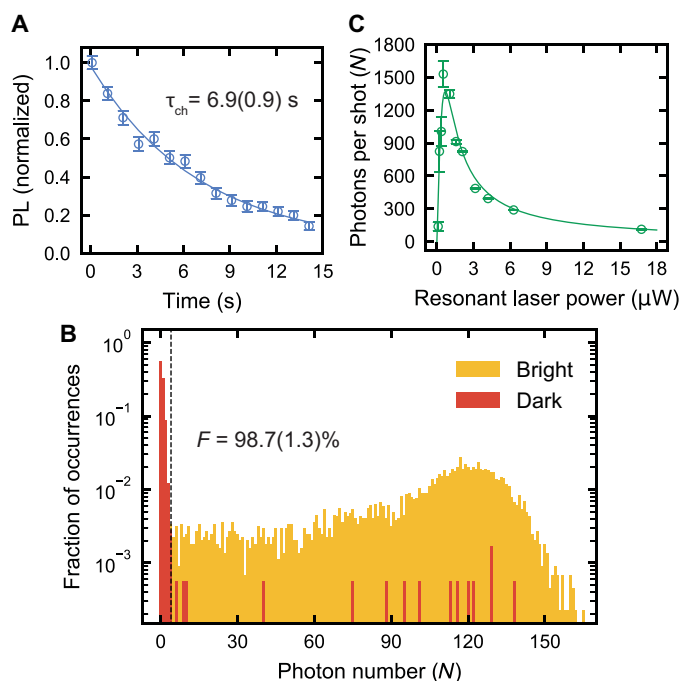 A
PL (normalized)
1.0
0.8
0.6
0.4
0.2
0.0
τch = 6.9(0.9) s
0 3 6 9 12 15
Time (s)
C
Photons per shot (N)
1800
1500
1200
900
600
300
0
0 3 6 9 12 15 18
Resonant laser power (µW)
B
Fraction of occurrences
10⁰
10⁻¹
10⁻²
10⁻³
Bright
Dark
F = 98.7(1.3)%
0 30 60 90 120 150
Photon number (N)